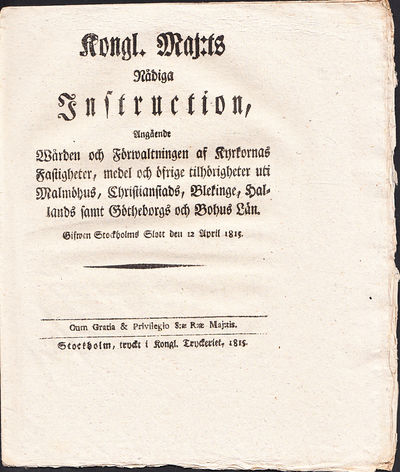 Kongl. Maj:ts
Nådiga
Instruction,
Angående
Wården och Förwaltningen af Kyrkornas
Fastigheter, medel och öfrige tilhörigheter uti
Malmöhus, Christianstads, Blekinge, Hal-
lands samt Götheborgs och Bohus Län.
Gifwen Stockholms Slott den 12 April 1815.
Cum Gratia & Privilegio S:æ R:æ Maj:tis.
Stockholm, tryckt i Kongl. Tryckeriet, 1815.